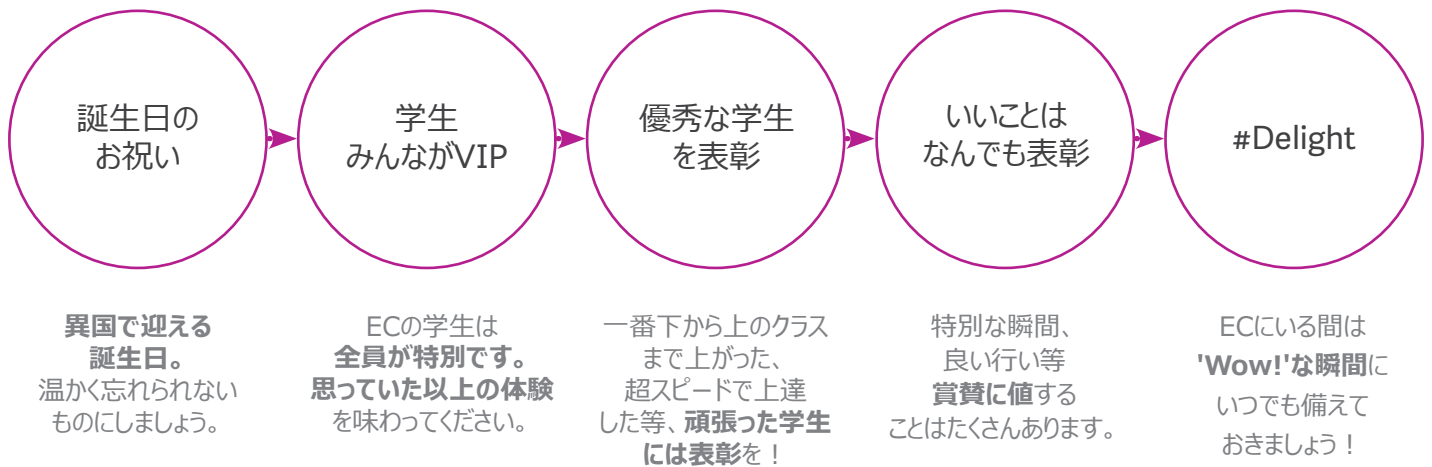 誕生日の
お祝い
学生
みんながVIP
優秀な学生
を表彰
いいことは
なんでも表彰
#Delight
異国で迎える
誕生日。
温かく忘れられない
ものにしましょう。
ECの学生は
全員が特別です。
思っていた以上の体験
を味わってください。
一番下から上のクラス
まで上がった、
超スピードで上達
した等、頑張った学生
には表彰を！
特別な瞬間、
良い行い等
賞賛に値する
ことはたくさんあります。
ECにいる間は
'Wow!'な瞬間に
いつでも備えて
おきましょう！